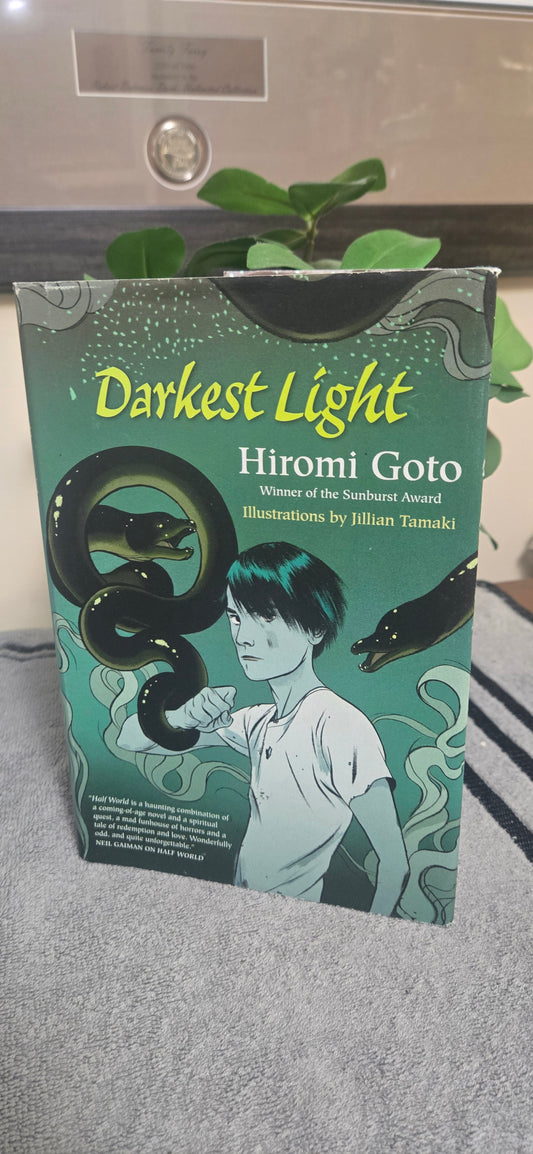 Darkest Light
Hiromi Goto
Winner of the Sunburst Award
Illustrations by Jillian Tamaki
"Half World is a haunting combination of
a coming-of-age novel and a spiritual
quest, a mad funhouse of horrors and a
tale of redemption and love. Wonderfully
odd, and quite unforgettable."
NEIL GAIMAN ON HALF WORLD